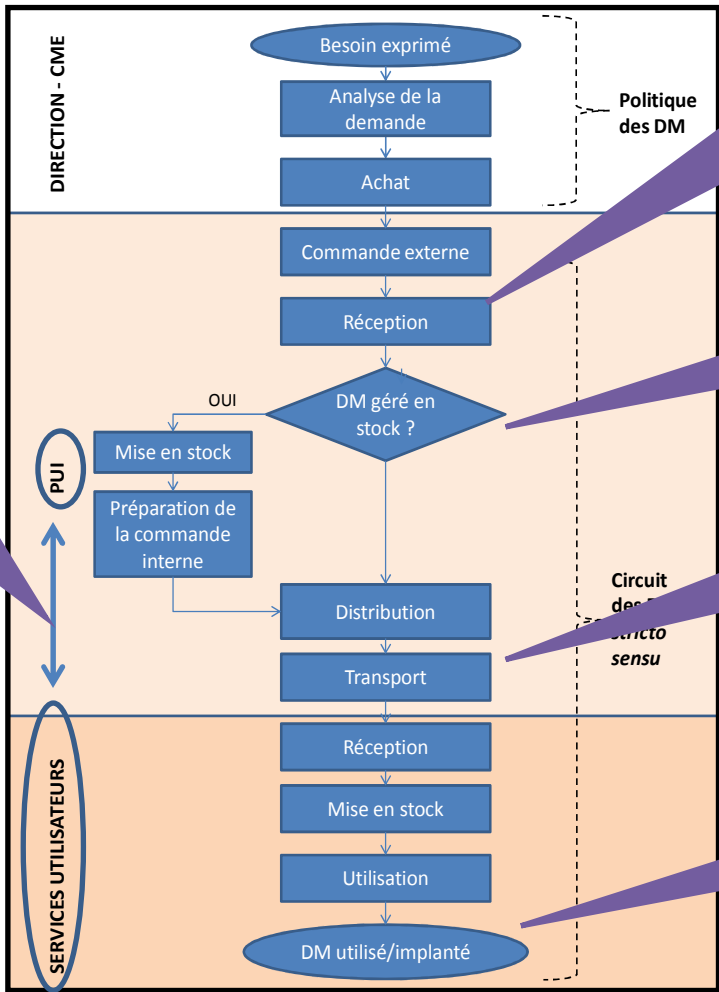 DIRECTION - CME
Besoin exprimé
Analyse de la
demande
Achat
Politique
des DM
Commande externe
Réception
DM géré en
stock ?
OUI
PUI
Mise en stock
Préparation de
la commande
interne
Distribution
Transport
Circuit
des
stricto
sensu
SERVICES UTILISATEURS
Réception
Mise en stock
Utilisation
DM utilisé/implanté